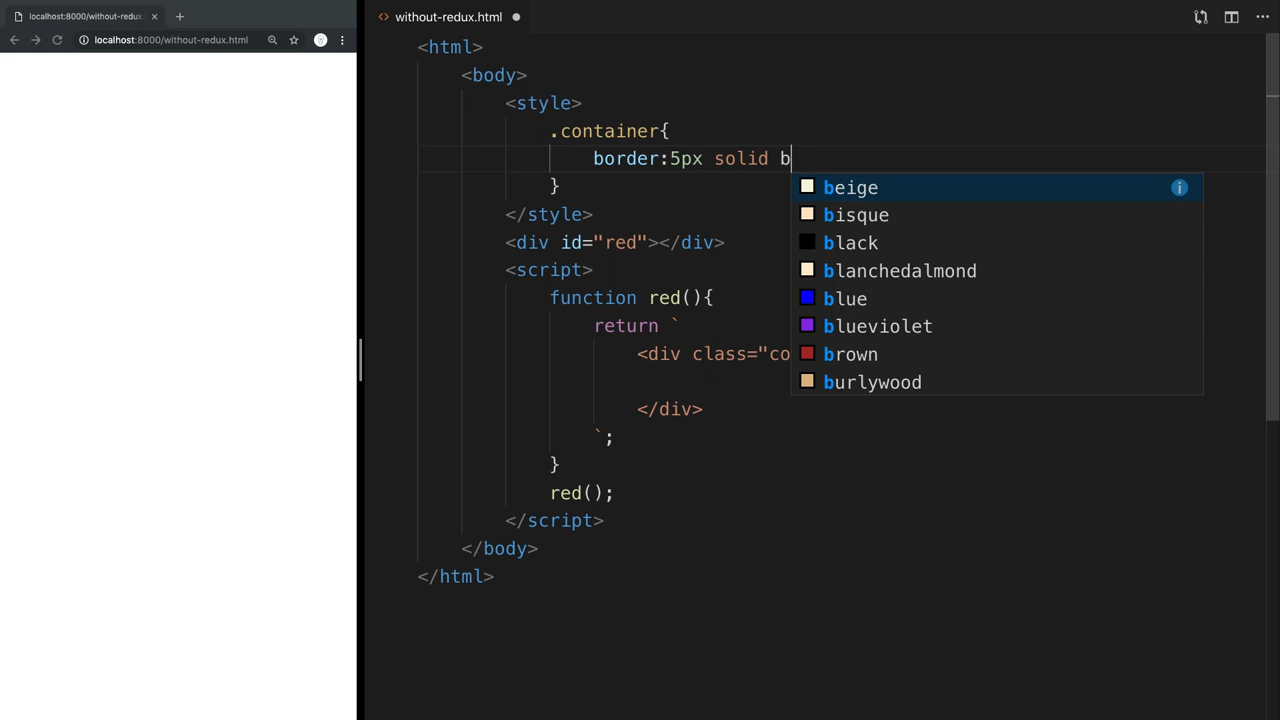 localhost:8000/without-redux.
localhost:8000/without-redux.html
without-redux.html
<html>
<body>
<style>
.container{
border:5px solid b
}
</style>
<div id="red"></div>
<script>
function red(){
return `
<div class="co
</div>
`;
}
red();
</script>
</body>
</html>
beige
bisque
black
blanchedalmond
blue
blueviolet
brown
burlywood